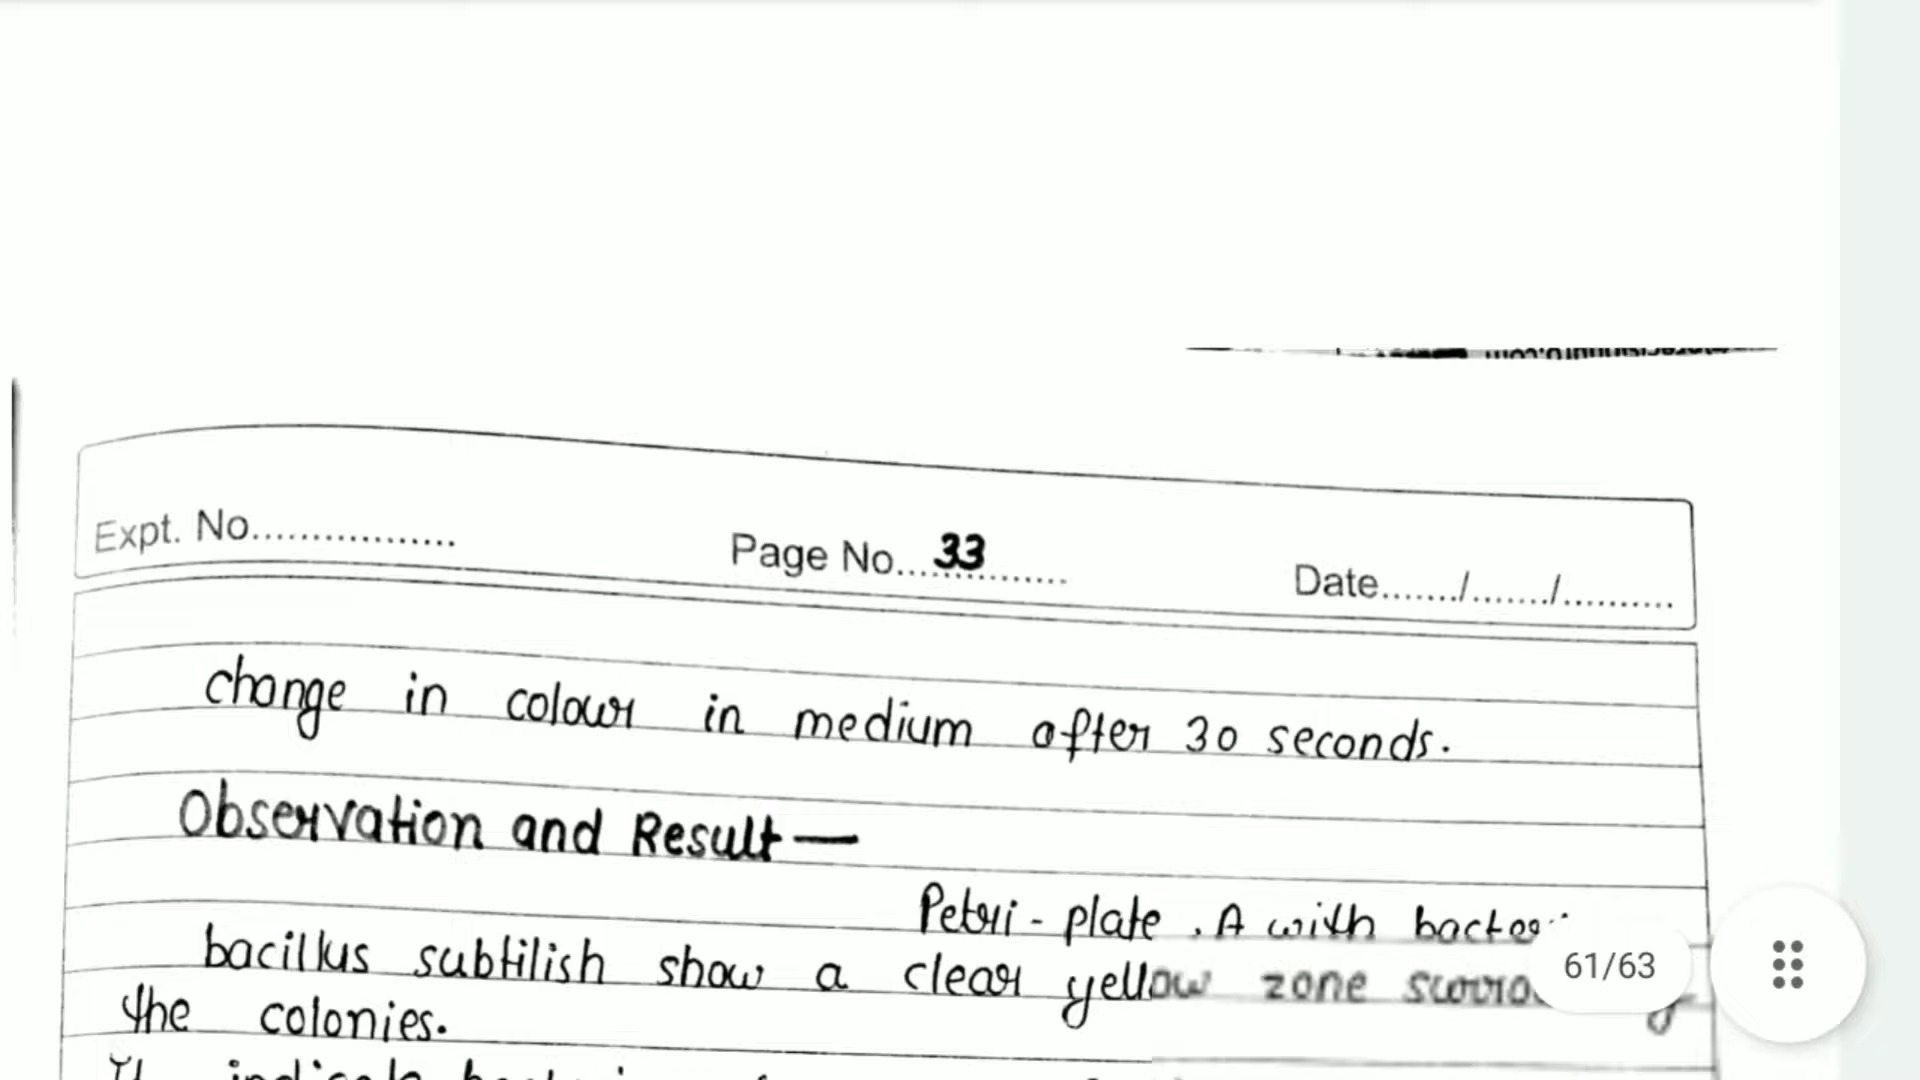 Expt. No.................
Page No...33............
Date......./......./..........
change in colour in medium after 30 seconds.
Observation and Result —
Petri - plate . A with
bacillus subtilish show a clear yellow zone
the colonies.
61/63